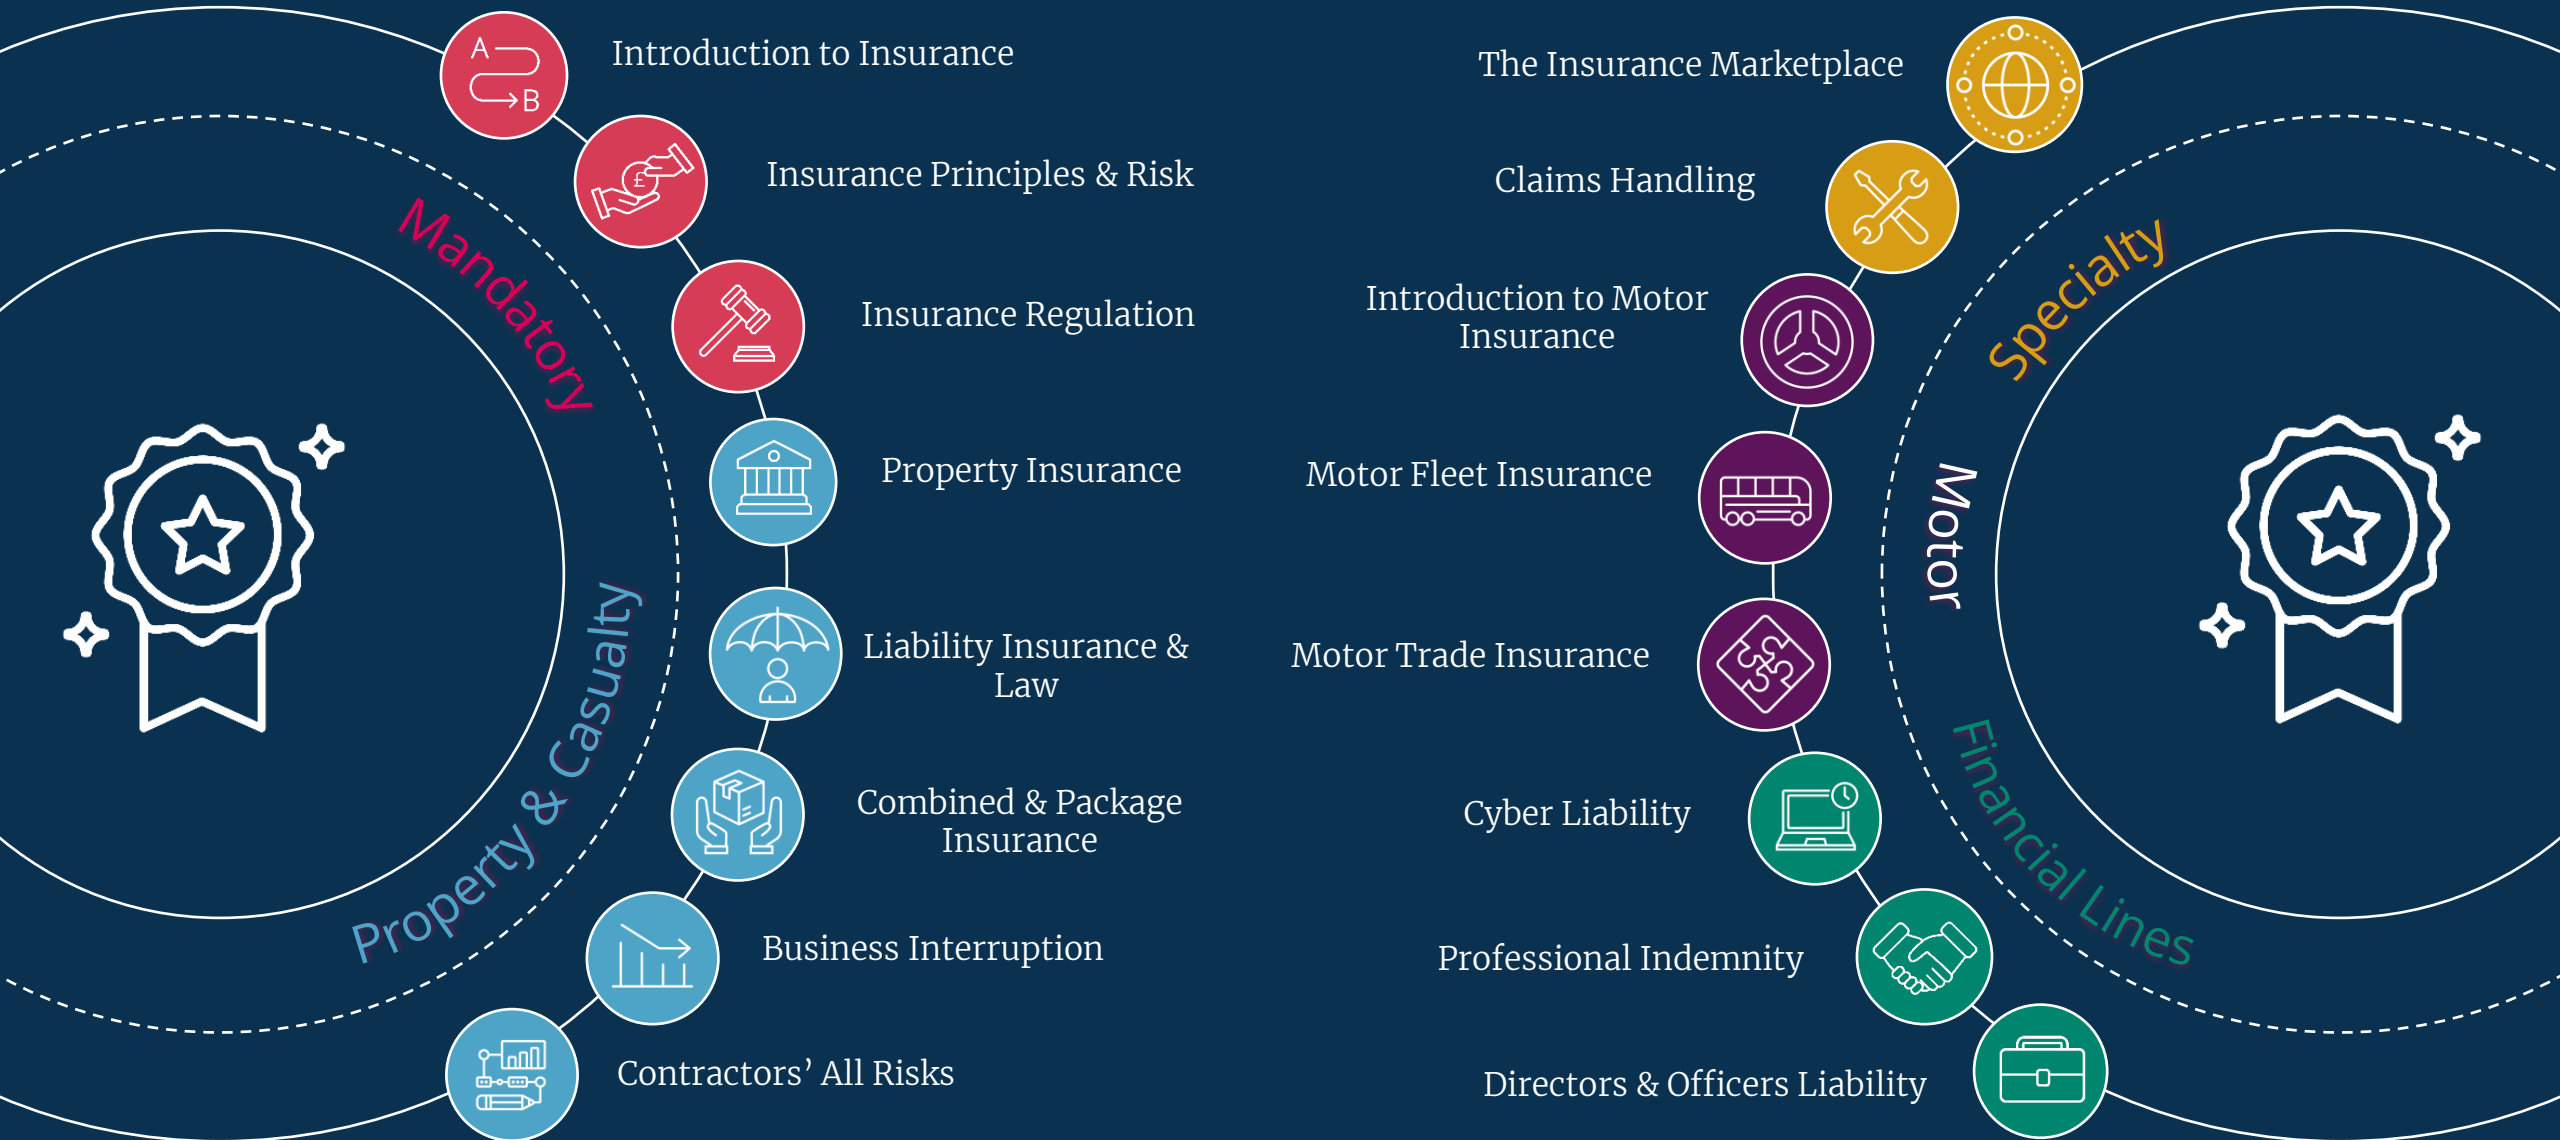 A
B
Introduction to Insurance
£
Insurance Principles & Risk
Insurance Regulation
Mandatory
Property Insurance
Liability Insurance &
Law
Combined & Package
Insurance
Business Interruption
Contractors’ All Risks
Property & Casualty
The Insurance Marketplace
Claims Handling
Specialty
Introduction to Motor
Insurance
Motor Fleet Insurance
Motor Trade Insurance
Motor
Cyber Liability
Professional Indemnity
Directors & Officers Liability
Financial Lines